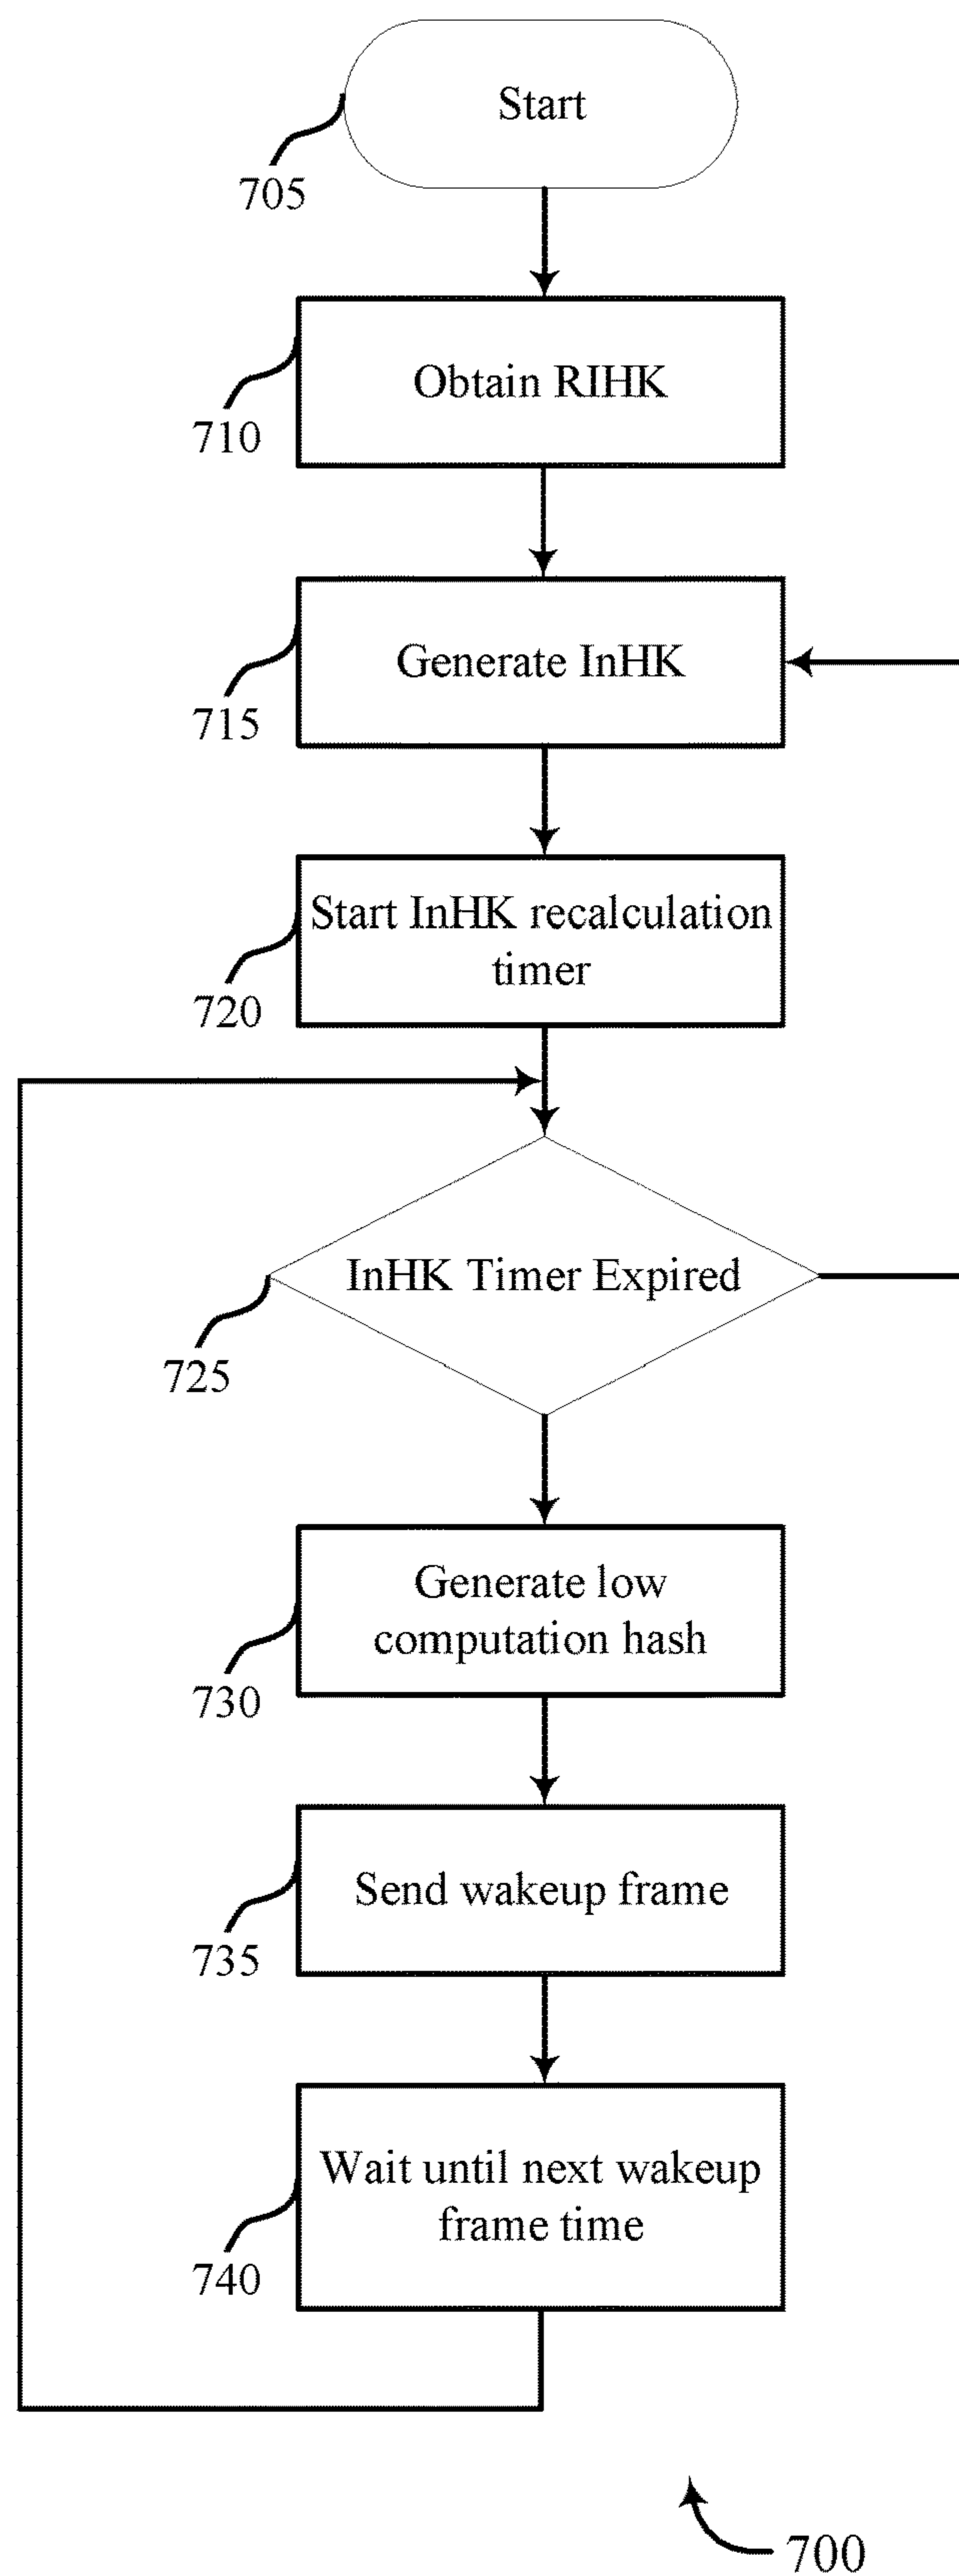 Start
705
Obtain RIHK
710
Generate InHK
715
Start InHK recalculation
timer
720
InHK Timer Expired
725
Generate low
computation hash
730
Send wakeup frame
735
Wait until next wakeup
frame time
740
700